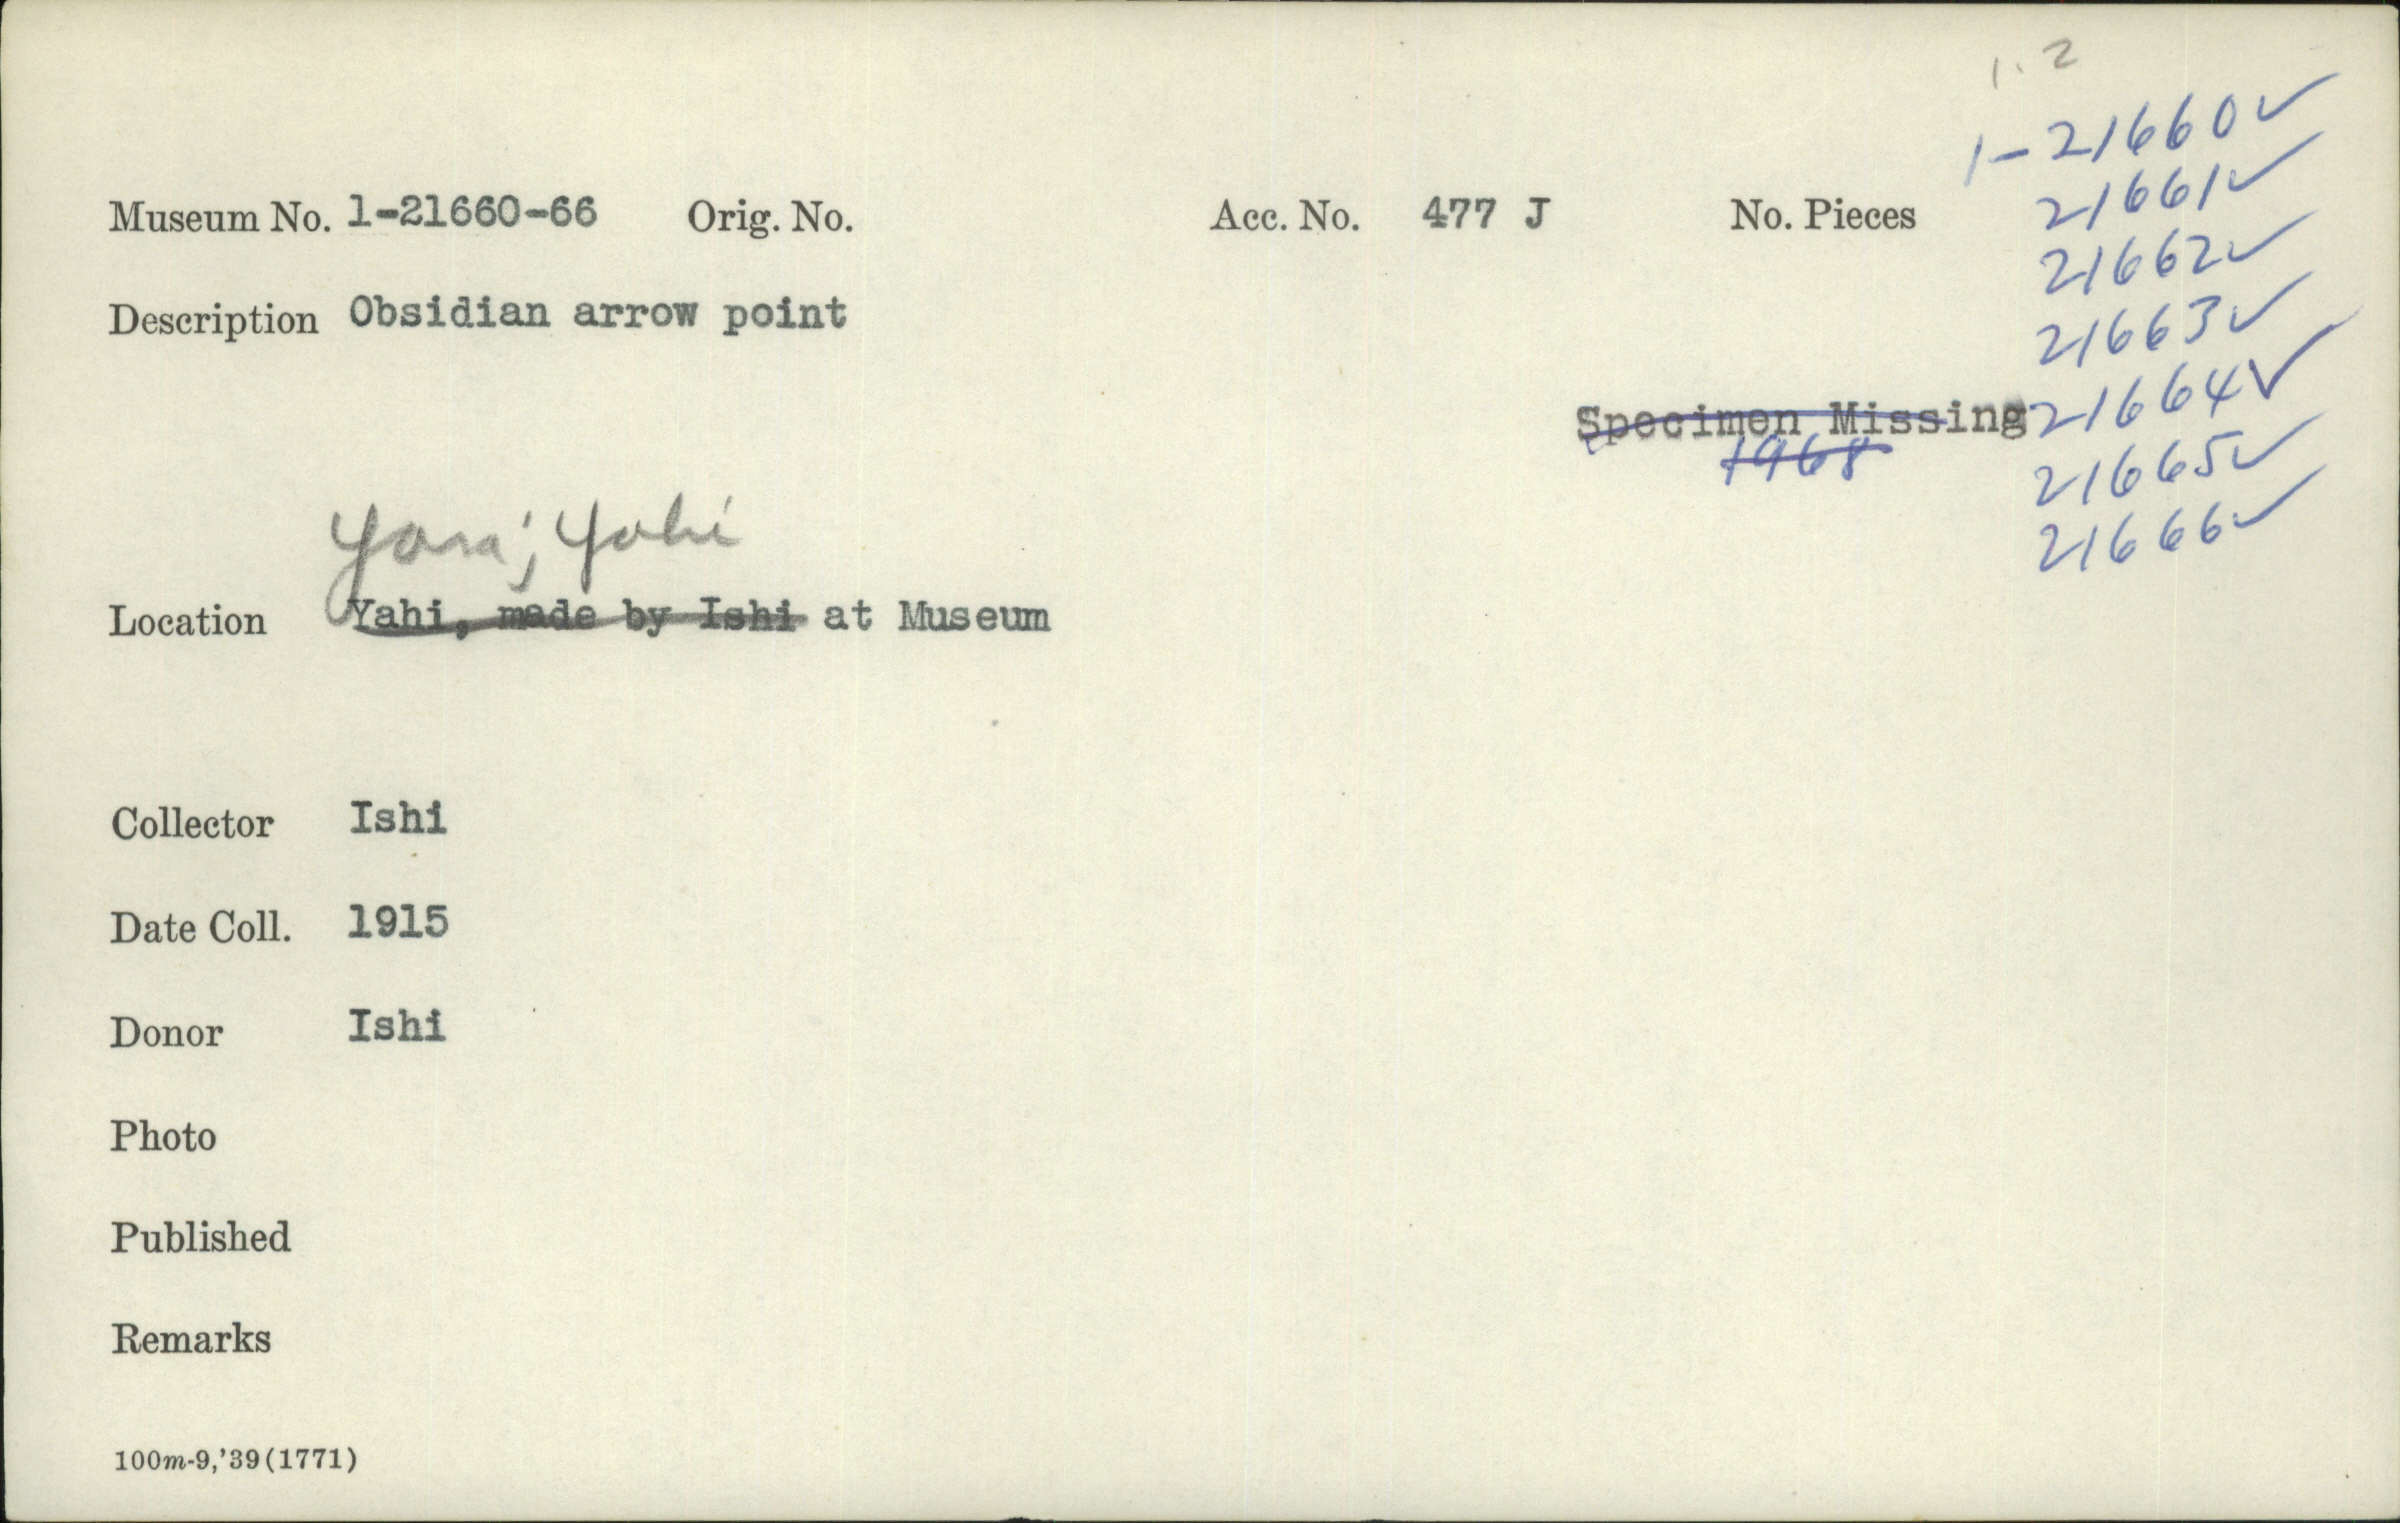 1.2
1-21660✓
Museum No. 1-21660-66 Orig. No. Acc. No. 477 J No. Pieces 21661✓
21662✓
Description Obsidian arrow point 21663✓
Specimen Missing 21664✓
1968 21665✓
21666✓
Yana; Yahi
Location Yahi, made by Ishi at Museum
Collector Ishi
Date Coll. 1915
Donor Ishi
Photo
Published
Remarks
100m-9,'39(1771)